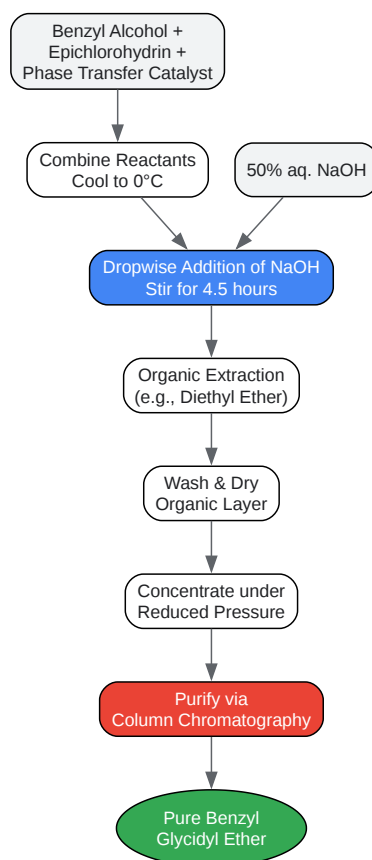 Benzyl Alcohol +
Epichlorohydrin +
Phase Transfer Catalyst
Combine Reactants
Cool to 0°C
50% aq. NaOH
Dropwise Addition of NaOH
Stir for 4.5 hours
Organic Extraction
(e.g., Diethyl Ether)
Wash & Dry
Organic Layer
Concentrate under
Reduced Pressure
Purify via
Column Chromatography
Pure Benzyl
Glycidyl Ether